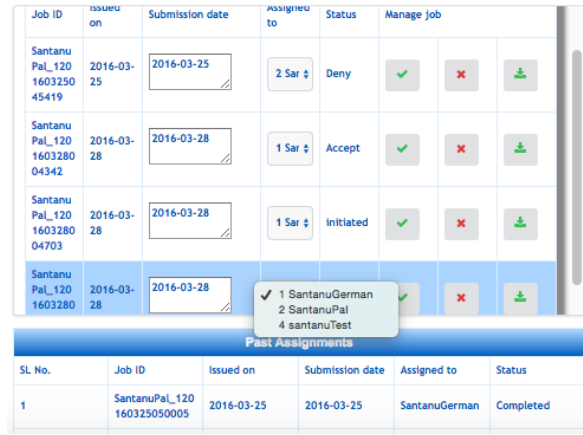 Job ID Issued on Submission date Assigned to Status Manage job
Santanu
Pal_120
1603250
45419
2016-03-
25
2016-03-25
2 Sar
Deny
Santanu
Pal_120
1603280
04342
2016-03-
28
2016-03-28
1 Sar
Accept
Santanu
Pal_120
1603280
04703
2016-03-
28
2016-03-28
1 Sar
initiated
Santanu
Pal_120
1603280
2016-03-
28
2016-03-28
✓ 1 SantanuGerman
2 SantanuPal
4 santanuTest
Past Assignments
SL No. Job ID Issued on Submission date Assigned to Status
1
SantanuPal_120
160325050005
2016-03-25
2016-03-25
SantanuGerman
Completed